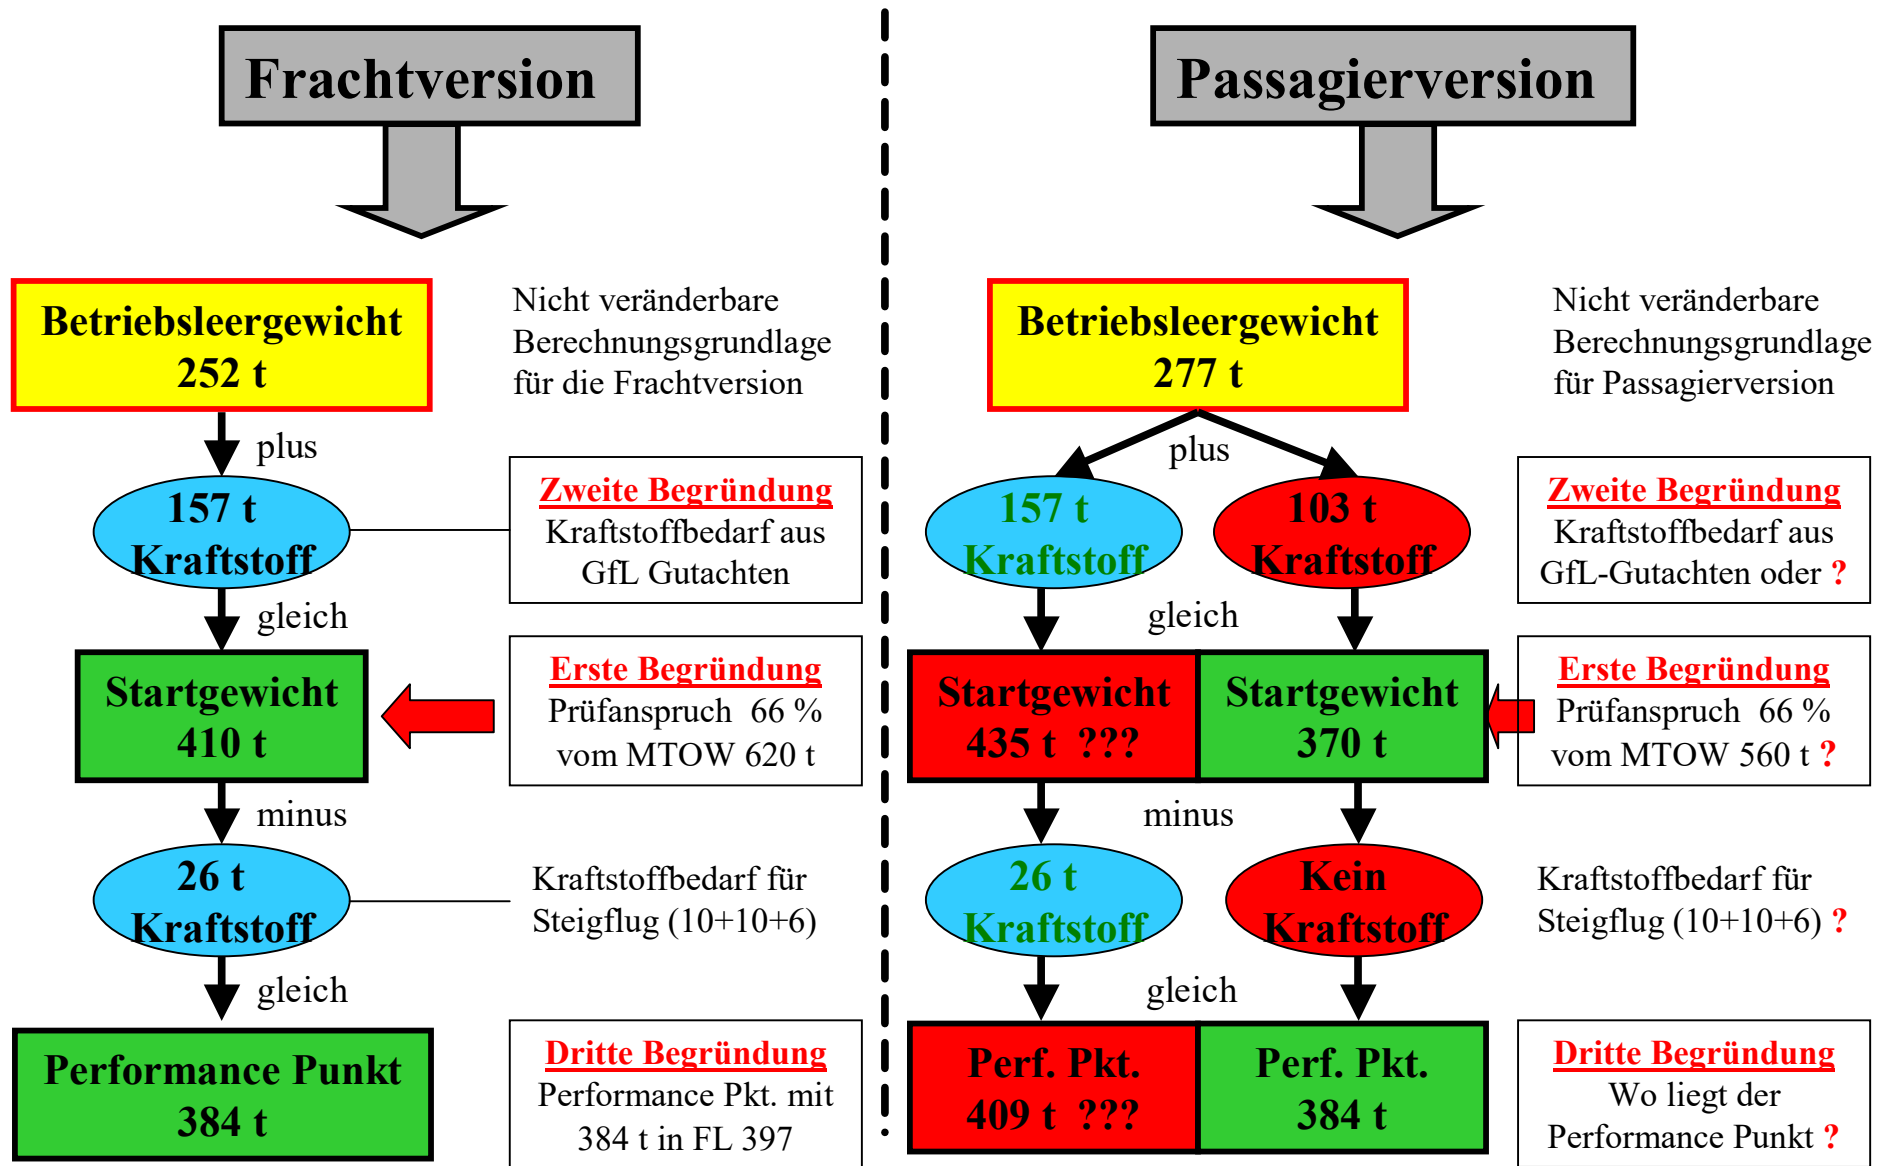 Frachtversion
Betriebsleergewicht
252 t
Nicht veränderbare
Berechnungsgrundlage
für die Frachtversion
plus
157 t
Kraftstoff
Zweite Begründung
Kraftstoffbedarf aus
GfL Gutachten
gleich
Startgewicht
410 t
Erste Begründung
Prüfanspruch 66 %
vom MTOW 620 t
minus
26 t
Kraftstoff
Kraftstoffbedarf für
Steigflug (10+10+6)
gleich
Performance Punkt
384 t
Dritte Begründung
Performance Pkt. mit
384 t in FL 397
Passagierversion
Betriebsleergewicht
277 t
Nicht veränderbare
Berechnungsgrundlage
für Passagierversion
plus
157 t
Kraftstoff
103 t
Kraftstoff
Zweite Begründung
Kraftstoffbedarf aus
GfL-Gutachten oder ?
gleich
Startgewicht
435 t ???
Startgewicht
370 t
Erste Begründung
Prüfanspruch 66 %
vom MTOW 560 t ?
minus
26 t
Kraftstoff
Kein
Kraftstoff
Kraftstoffbedarf für
Steigflug (10+10+6) ?
gleich
Perf. Pkt.
409 t ???
Perf. Pkt.
384 t
Dritte Begründung
Wo liegt der
Performance Punkt ?